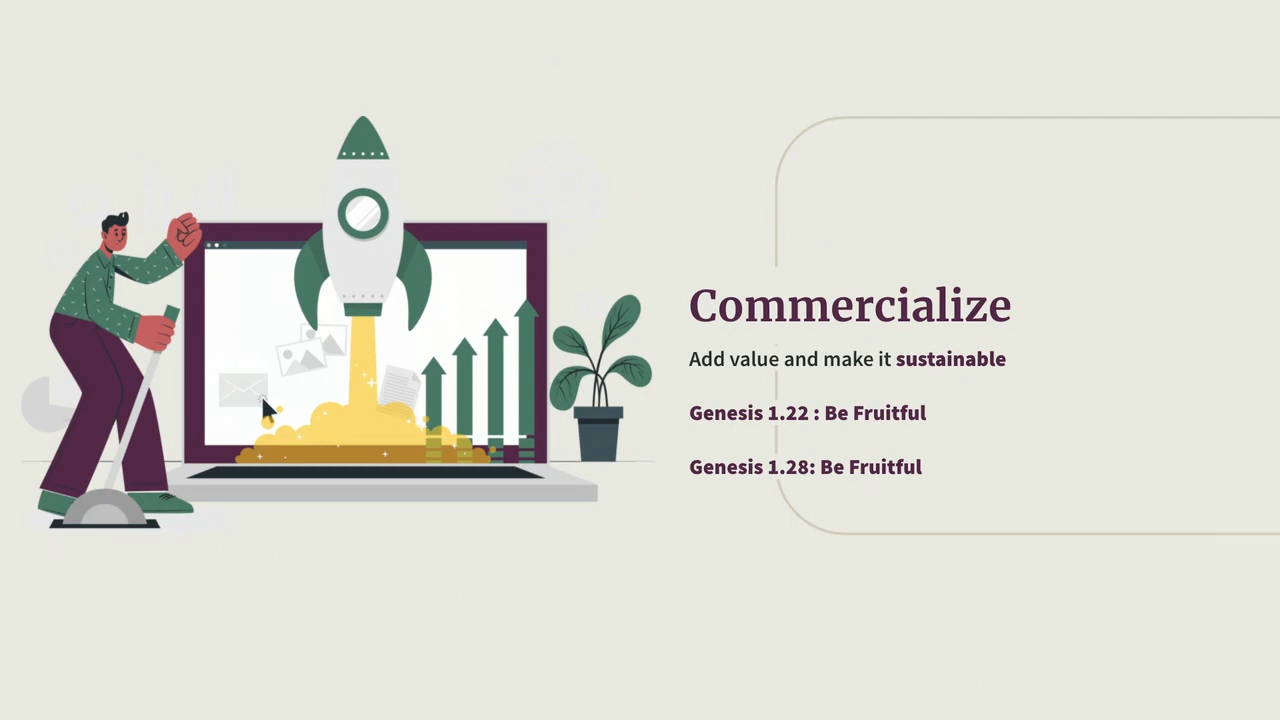 Commercialize
Add value and make it sustainable
Genesis 1.22 : Be Fruitful
Genesis 1.28: Be Fruitful